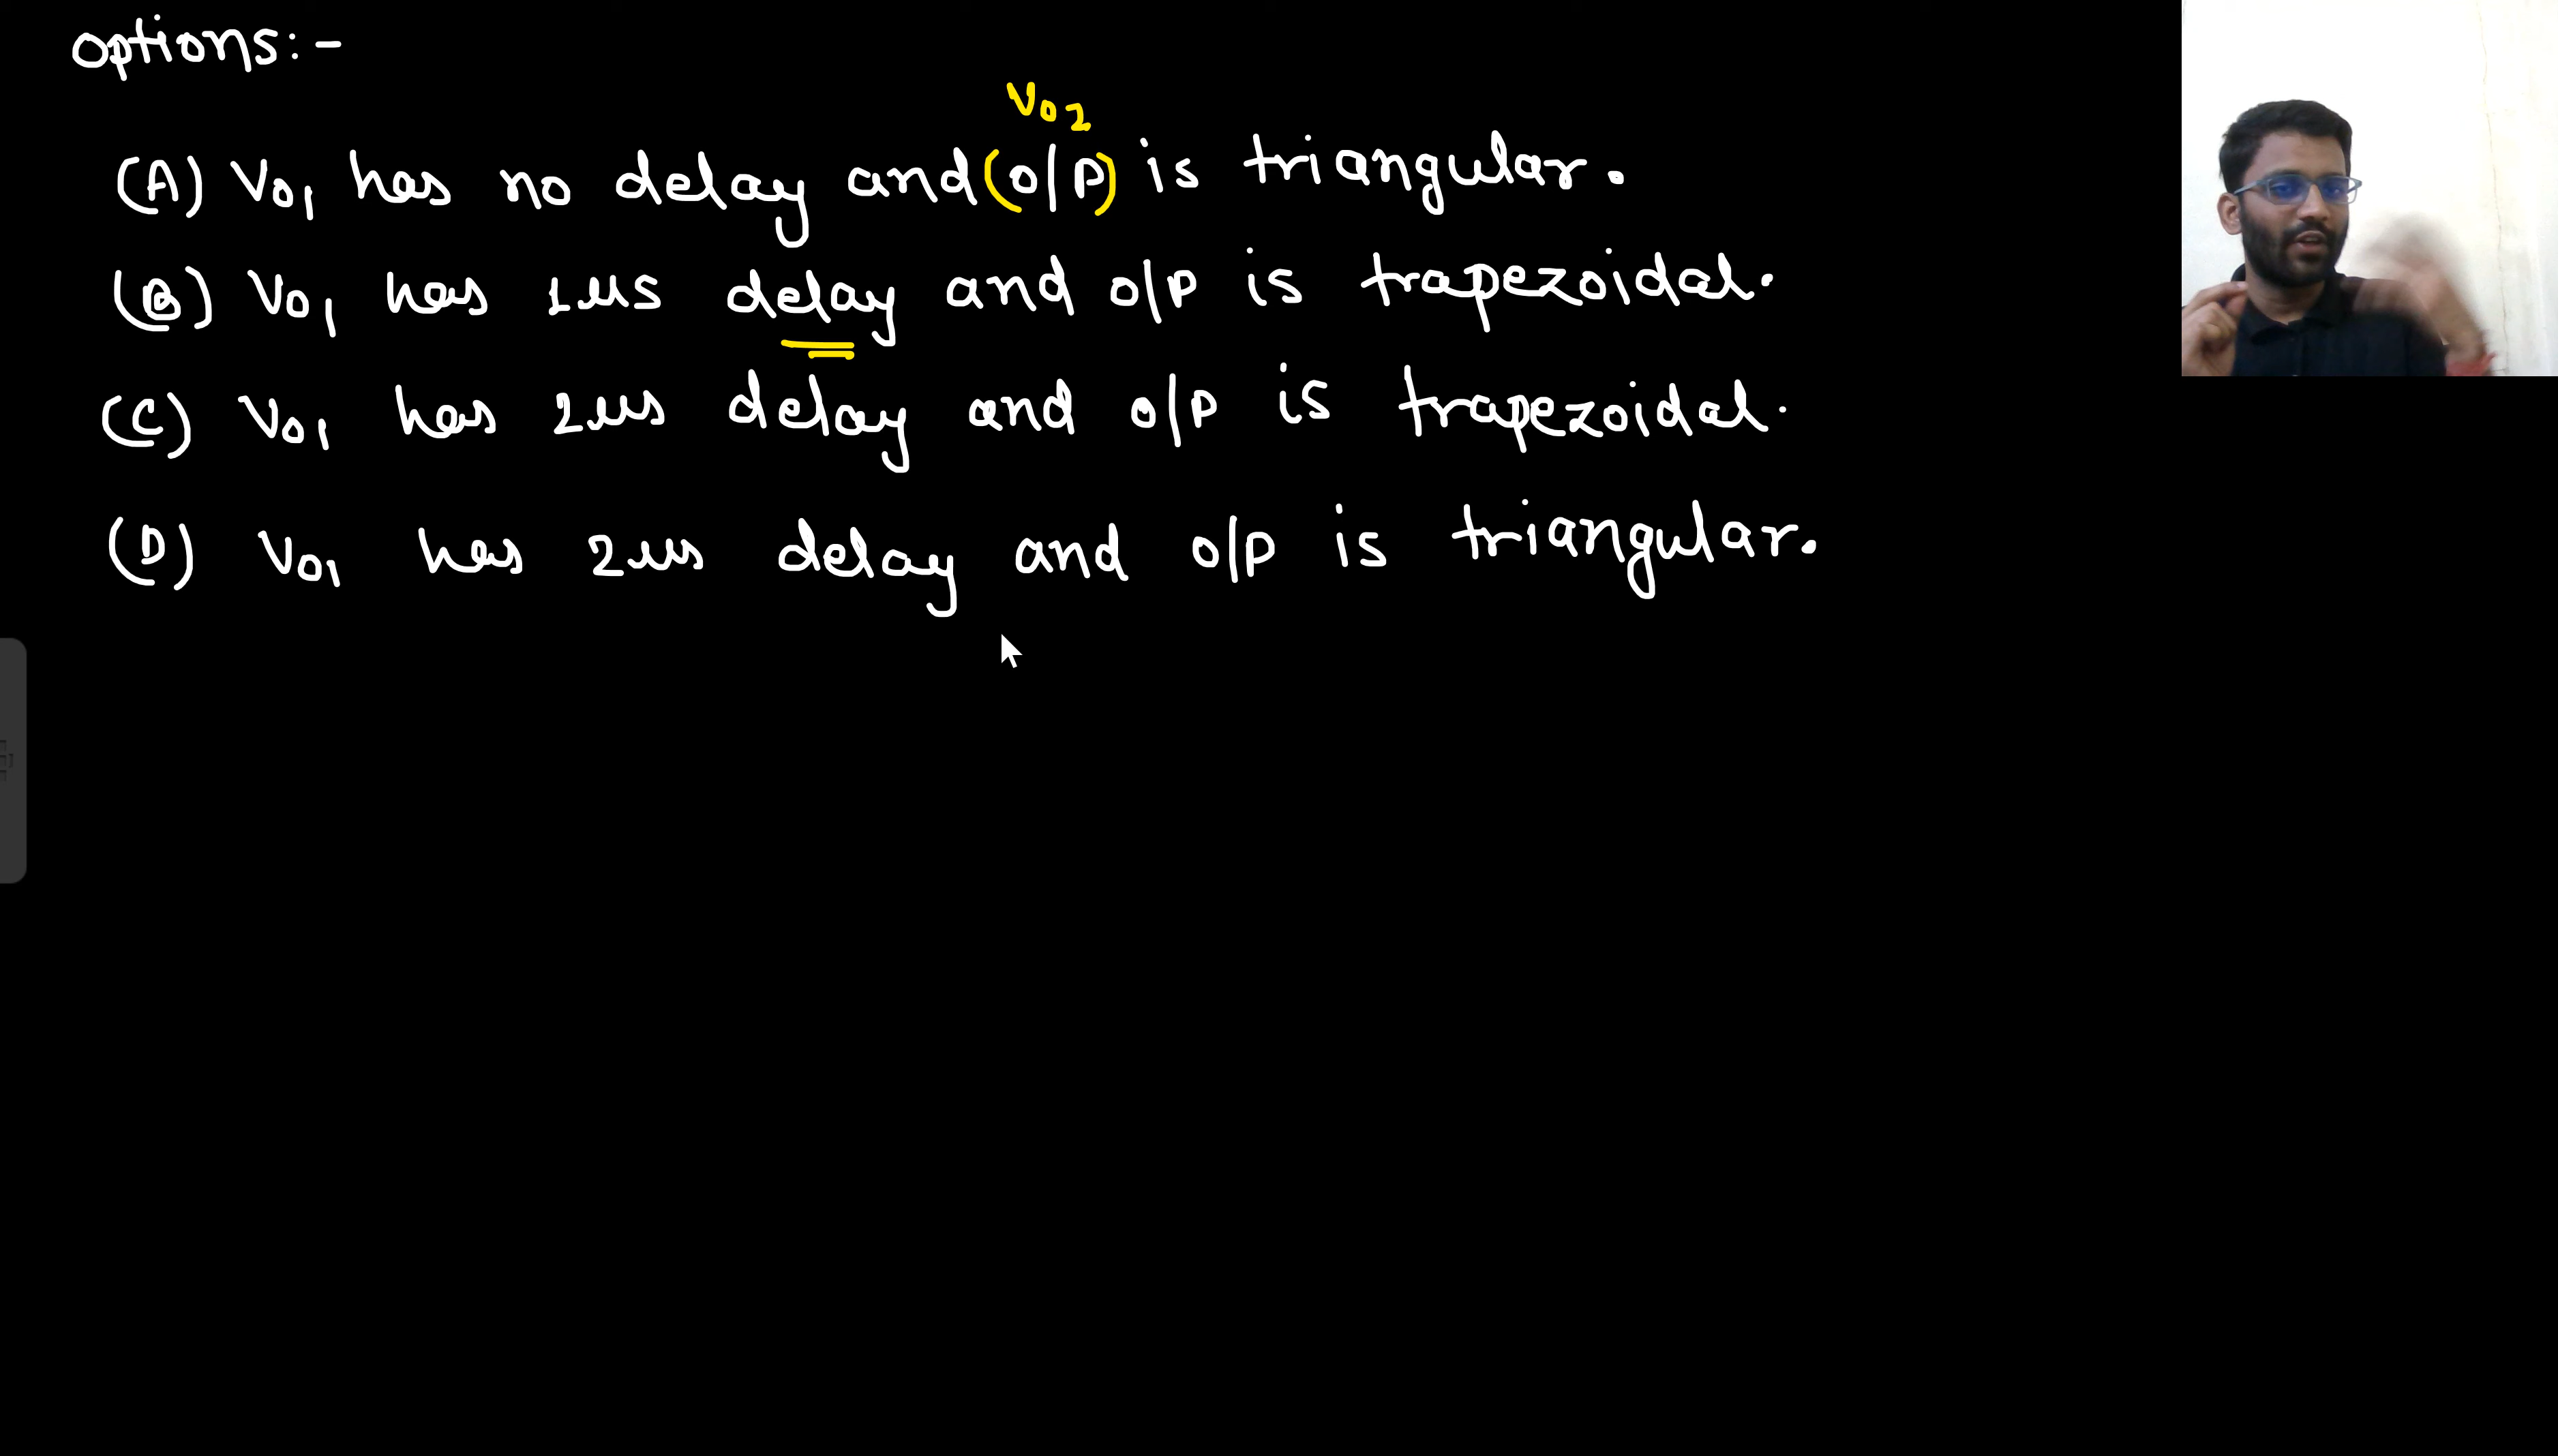 Options:-
Vo2
(A) Vo1 has no delay and (o/p) is triangular.
(B) Vo1 has 1us delay and o/p is trapezoidal.
(C) Vo1 has 2us delay and o/p is trapezoidal.
(D) Vo1 has 2us delay and o/p is triangular.